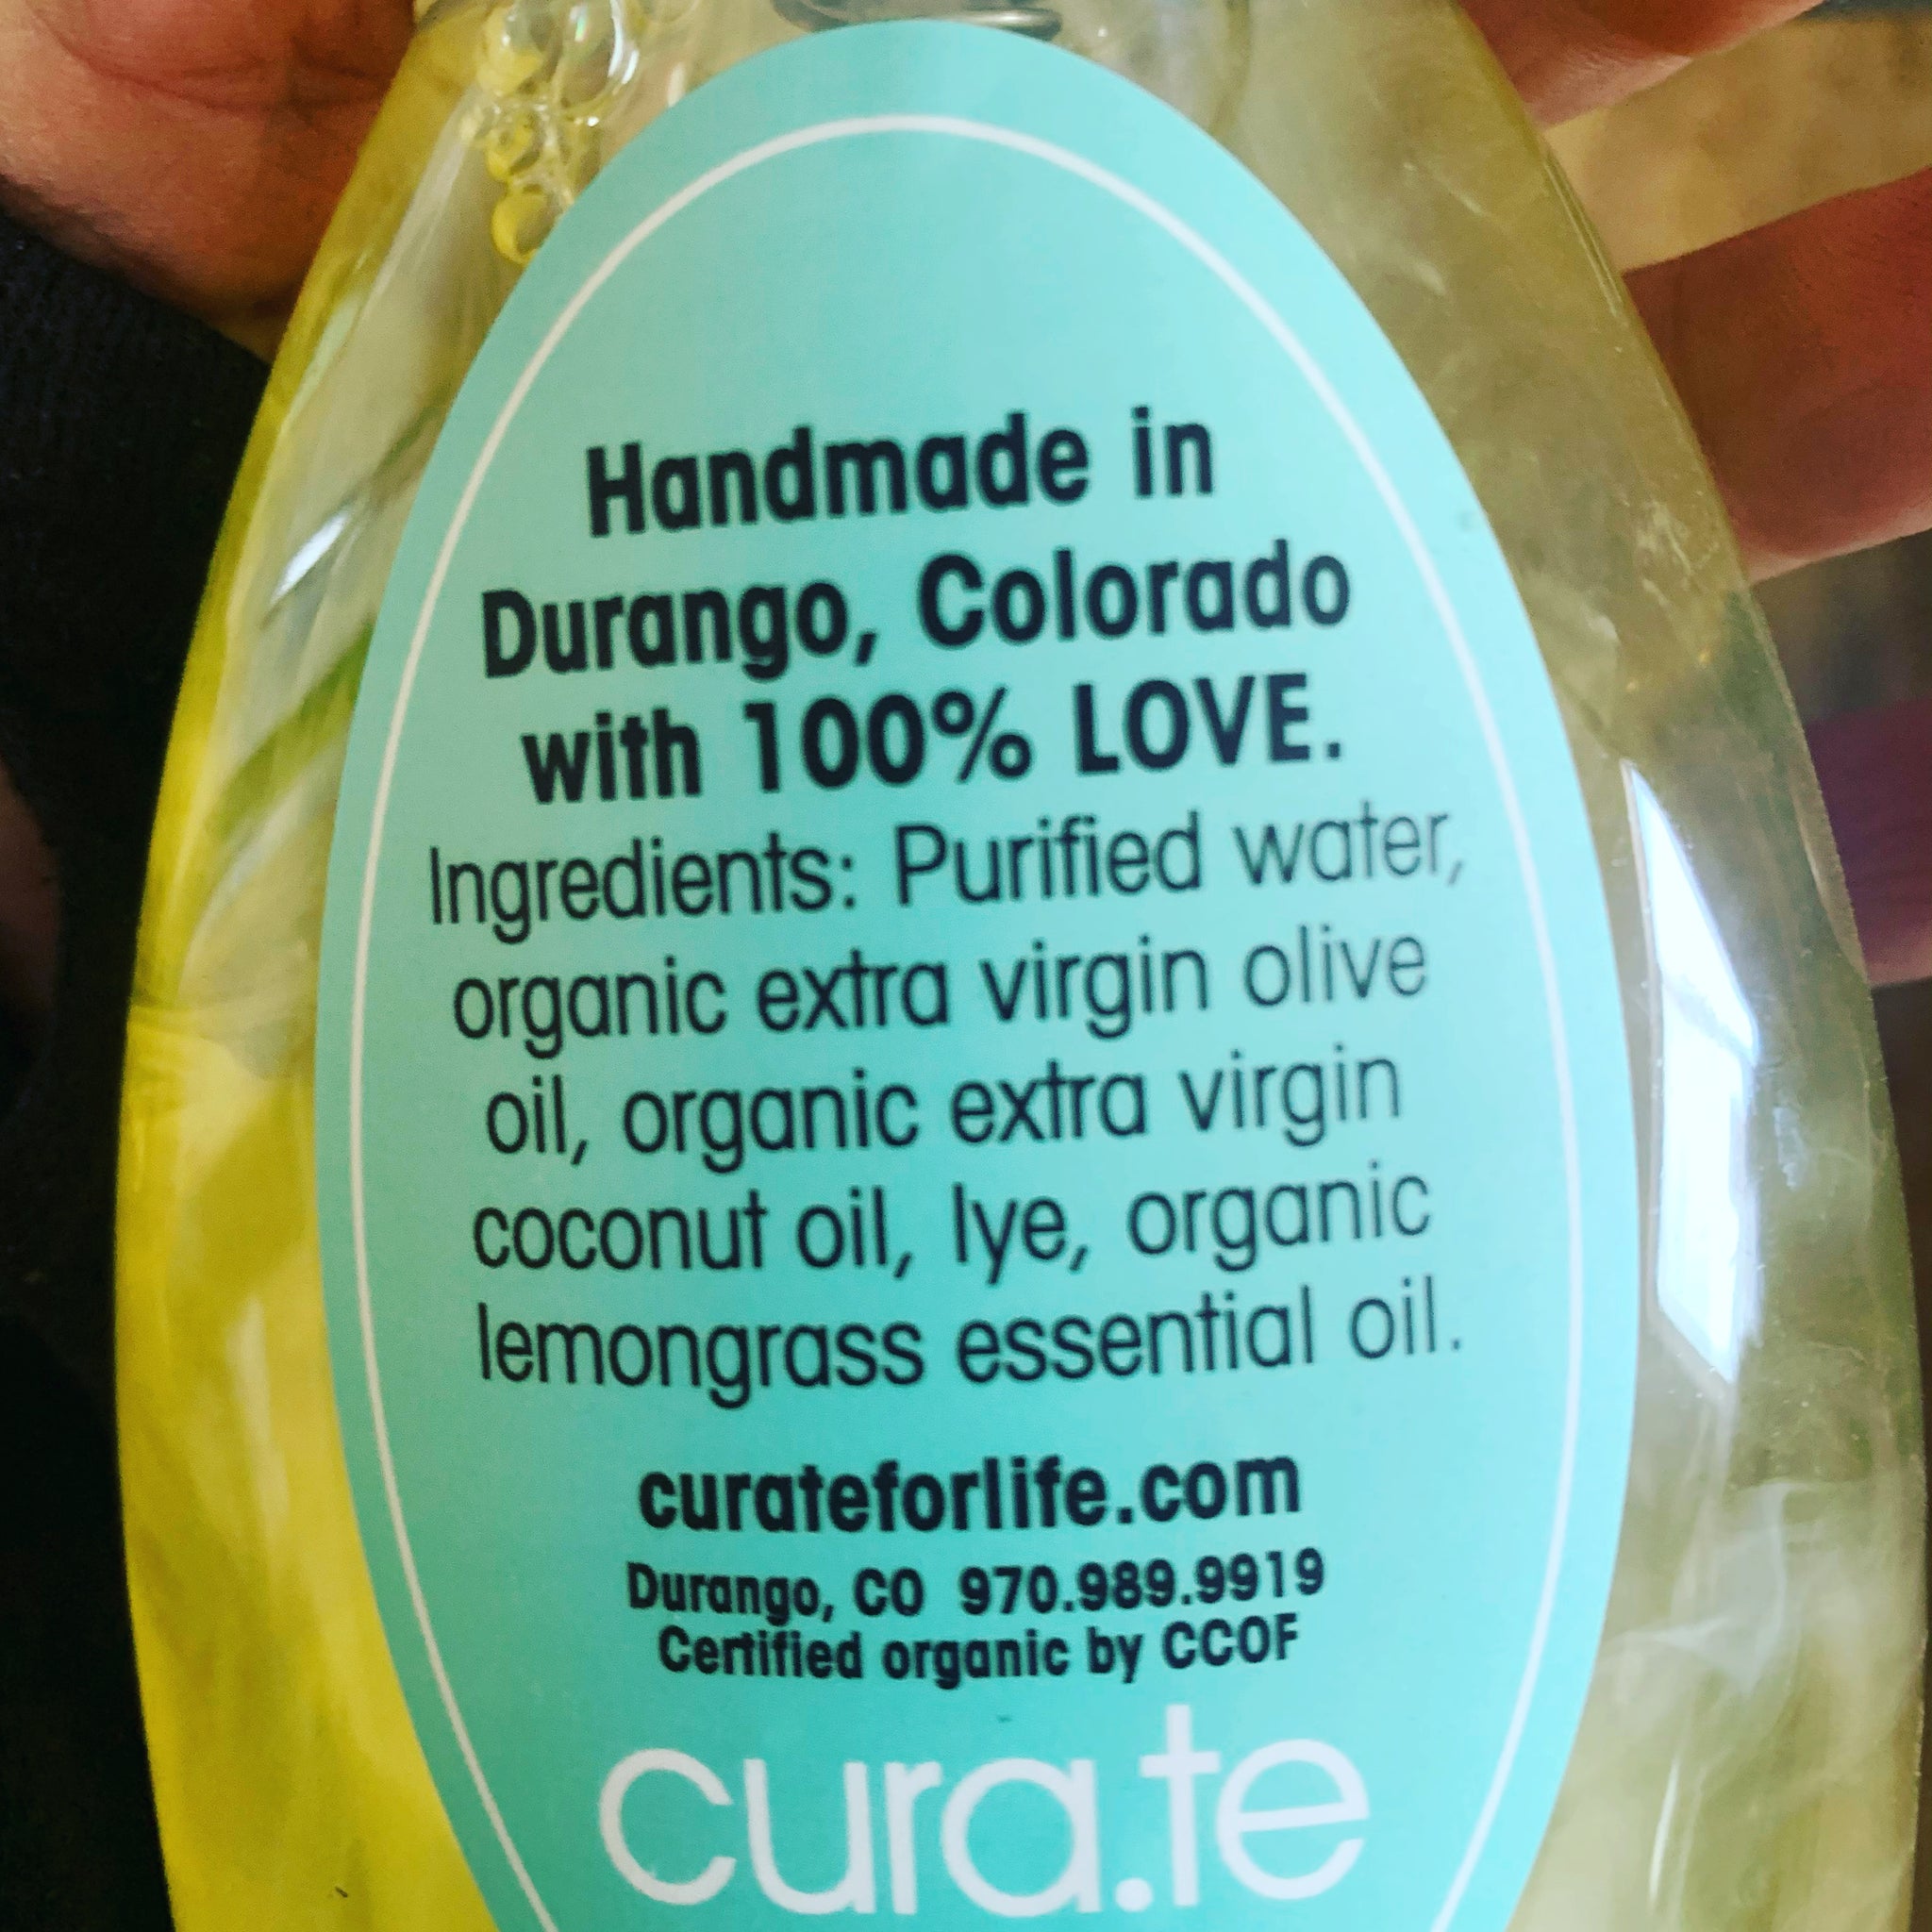 Handmade in
Durango, Colorado
with 100% LOVE.
Ingredients: Purified water,
organic extra virgin olive
oil, organic extra virgin
coconut oil, lye, organic
lemongrass essential oil.
curateforlife.com
Durango, CO 970.989.9919
Certified organic by CCOF
cura.te